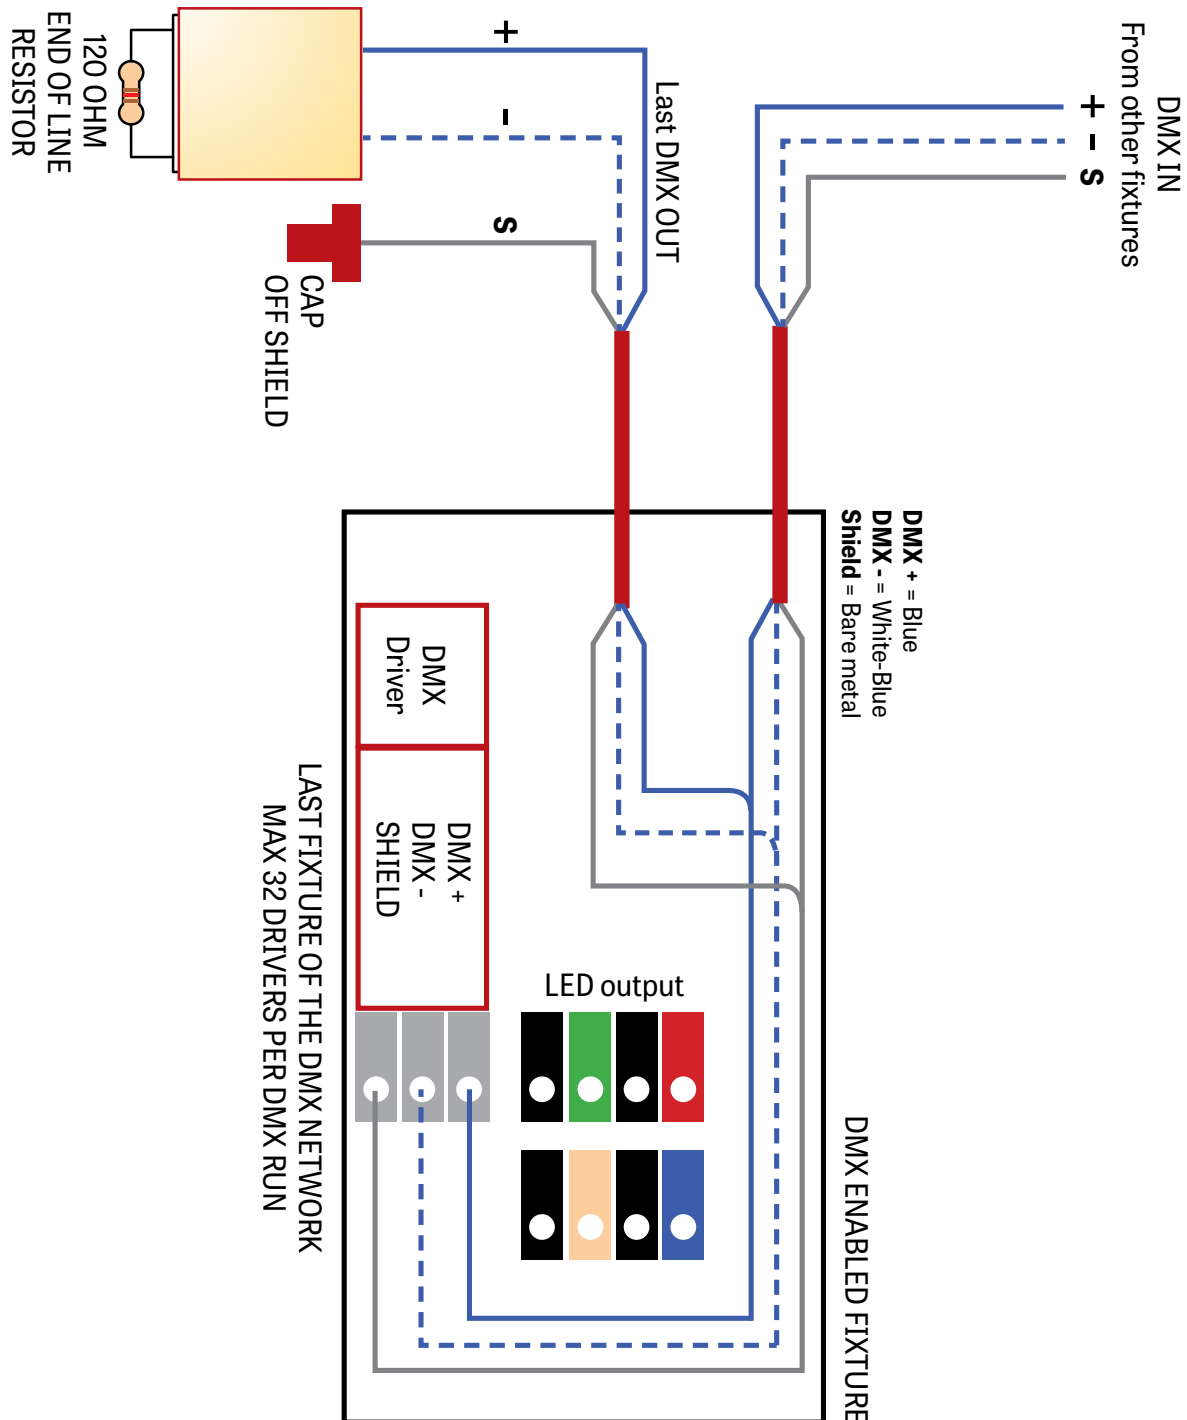 DMX IN
From other fixtures
+
-
S
Last DMX OUT
+
-
S
120 OHM
END OF LINE
RESISTOR
CAP
OFF SHIELD
DMX + = Blue
DMX - = White-Blue
Shield = Bare metal
DMX ENABLED FIXTURE
DMX
Driver
DMX +
DMX -
SHIELD
LED output
LAST FIXTURE OF THE DMX NETWORK
MAX 32 DRIVERS PER DMX RUN